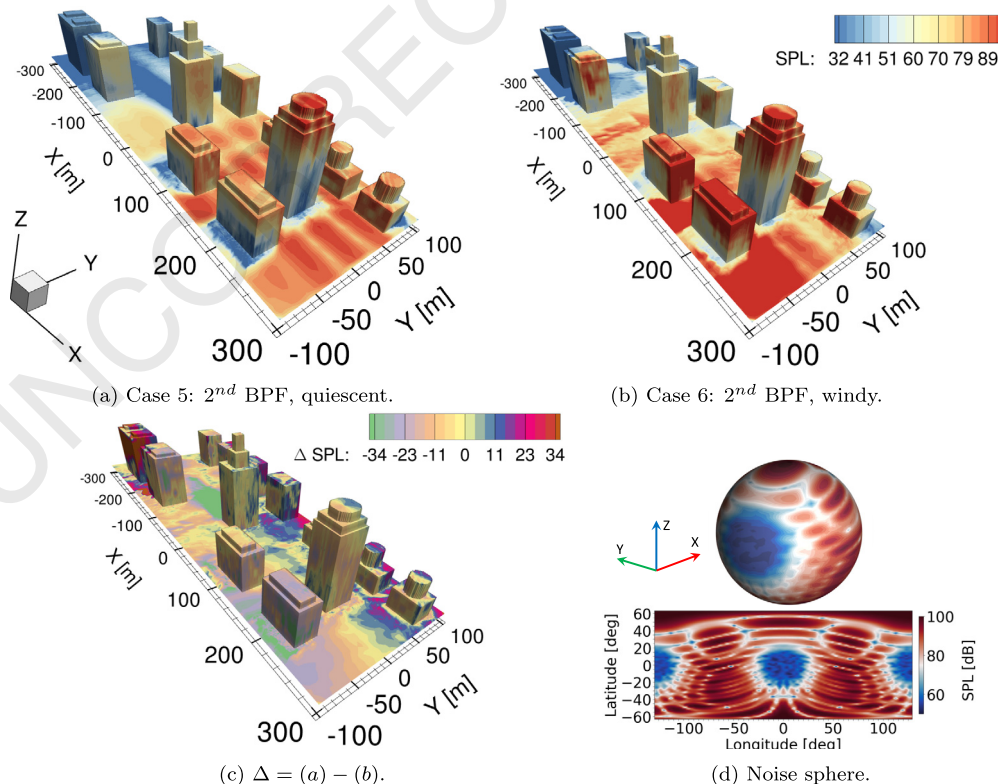 UNCORREC
SPL: 32 41 51 60 70 79 89
-300
-200
-100
0
100
200
300
X [m]
-100
-50
0
50
100
Y [m]
Z
Y
X
-300
-200
-100
0
100
200
300
X [m]
-100
-50
0
50
100
Y [m]
(a) Case 5: 2nd BPF, quiescent.
(b) Case 6: 2nd BPF, windy.
Δ SPL: -34 -23 -11 0 11 23 34
-300
-200
-100
0
100
200
300
X [m]
-100
-50
0
50
100
Y [m]
Z
Y
X
60
40
20
0
−20
−40
−60
Latitude [deg]
−100 −50 0 50 100
Longitude [deg]
100
80
60
SPL [dB]
(c) Δ = (a) − (b).
(d) Noise sphere.